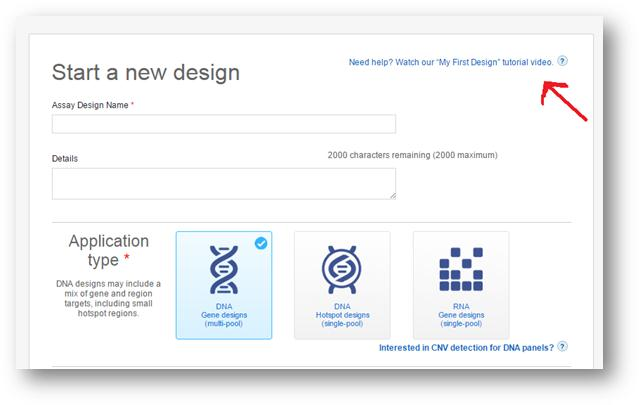 Start a new design
Need help? Watch our "My First Design" tutorial video. ?
Assay Design Name *
Details
2000 characters remaining (2000 maximum)
Application
type *
DNA designs may include a
mix of gene and region
targets, including small
hotspot regions.
DNA
Gene designs
(multi-pool)
DNA
Hotspot designs
(single-pool)
RNA
Gene designs
(single-pool)
Interested in CNV detection for DNA panels? ?